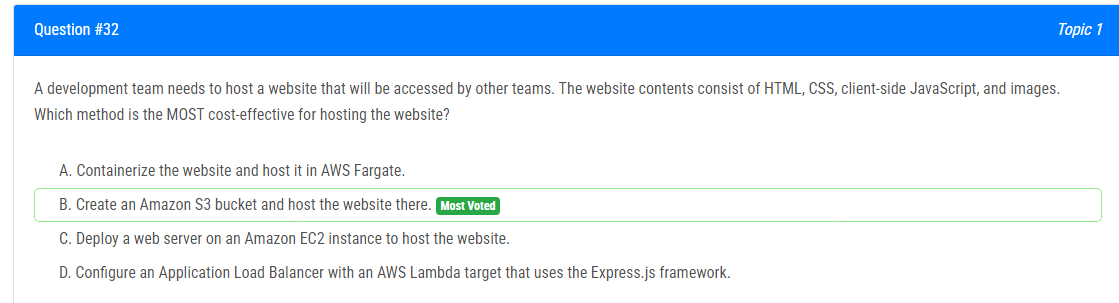 Question #32
Topic 1
A development team needs to host a website that will be accessed by other teams. The website contents consist of HTML, CSS, client-side JavaScript, and images.
Which method is the MOST cost-effective for hosting the website?
A. Containerize the website and host it in AWS Fargate.
B. Create an Amazon S3 bucket and host the website there. Most Voted
C. Deploy a web server on an Amazon EC2 instance to host the website.
D. Configure an Application Load Balancer with an AWS Lambda target that uses the Express.js framework.